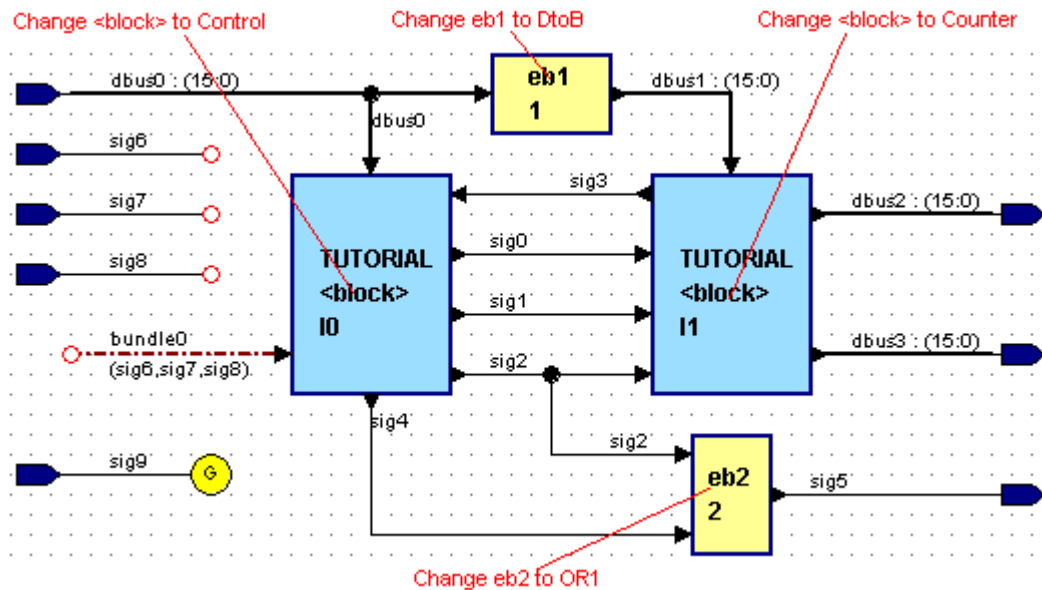 Change <block> to Control
Change eb1 to DtoB
Change <block> to Counter
dbus0 : (15:0)
eb1
1
dbus1 : (15:0)
dbus0
sig6
sig7
sig8
sig3
sig0
sig1
sig2
TUTORIAL
<block>
I0
TUTORIAL
<block>
I1
dbus2 : (15:0)
dbus3 : (15:0)
bundle0
(sig6,sig7,sig8)
sig4
sig2
sig9
G
eb2
2
sig5
Change eb2 to OR1